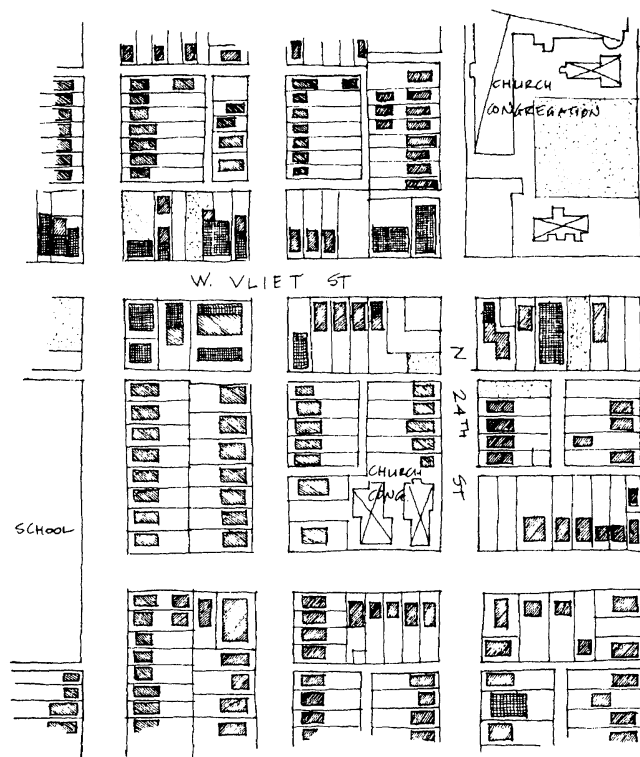 CHURCH
CONGREGATION
W. VLIET ST
N 24TH ST
CHURCH
CONG
SCHOOL